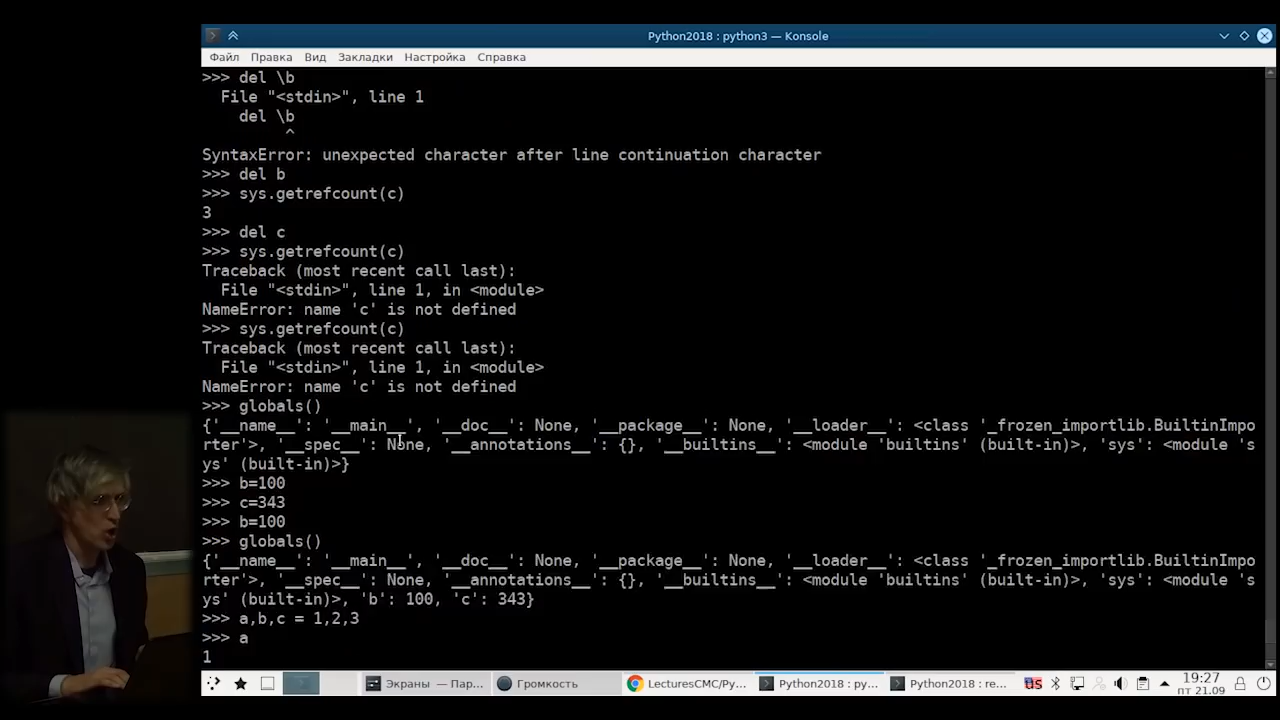 Python2018 : python3 — Konsole
Файл Правка Вид Закладки Настройка Справка
>>> del \b
  File "<stdin>", line 1
    del \b
         ^
SyntaxError: unexpected character after line continuation character
>>> del b
>>> sys.getrefcount(c)
3
>>> del c
>>> sys.getrefcount(c)
Traceback (most recent call last):
  File "<stdin>", line 1, in <module>
NameError: name 'c' is not defined
>>> sys.getrefcount(c)
Traceback (most recent call last):
  File "<stdin>", line 1, in <module>
NameError: name 'c' is not defined
>>> globals()
{'__name__': '__main__', '__doc__': None, '__package__': None, '__loader__': <class '_frozen_importlib.BuiltinImpo
rter'>, '__spec__': None, '__annotations__': {}, '__builtins__': <module 'builtins' (built-in)>, 'sys': <module 's
ys' (built-in)>}
>>> b=100
>>> c=343
>>> b=100
>>> globals()
{'__name__': '__main__', '__doc__': None, '__package__': None, '__loader__': <class '_frozen_importlib.BuiltinImpo
rter'>, '__spec__': None, '__annotations__': {}, '__builtins__': <module 'builtins' (built-in)>, 'sys': <module 's
ys' (built-in)>, 'b': 100, 'c': 343}
>>> a,b,c = 1,2,3
>>> a
1
Экраны — Пар... Громкость LecturesCMC/Py... Python2018 : py... Python2018 : re... us 19:27
пт 21.09